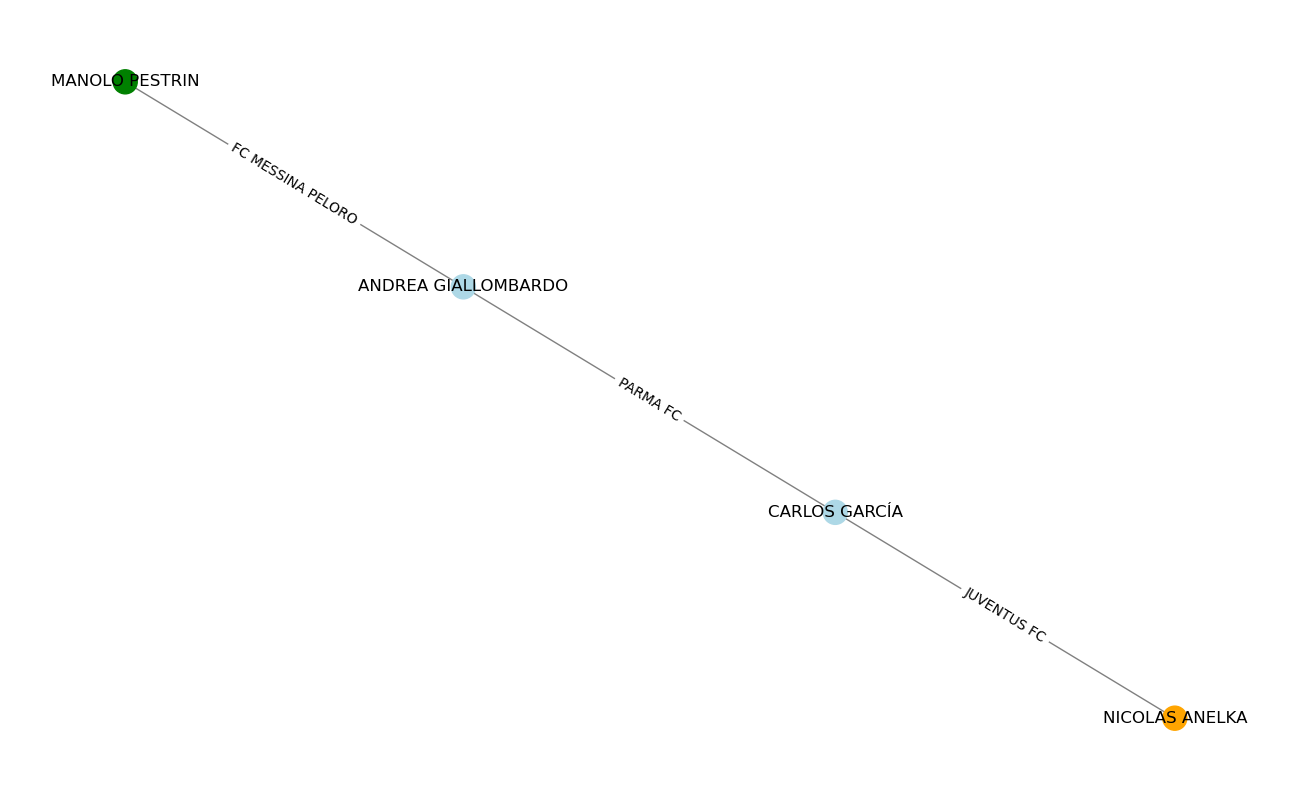 MANOLO PESTRIN
FC MESSINA PELORO
ANDREA GIALLOMBARDO
PARMA FC
CARLOS GARCÍA
JUVENTUS FC
NICOLAS ANELKA